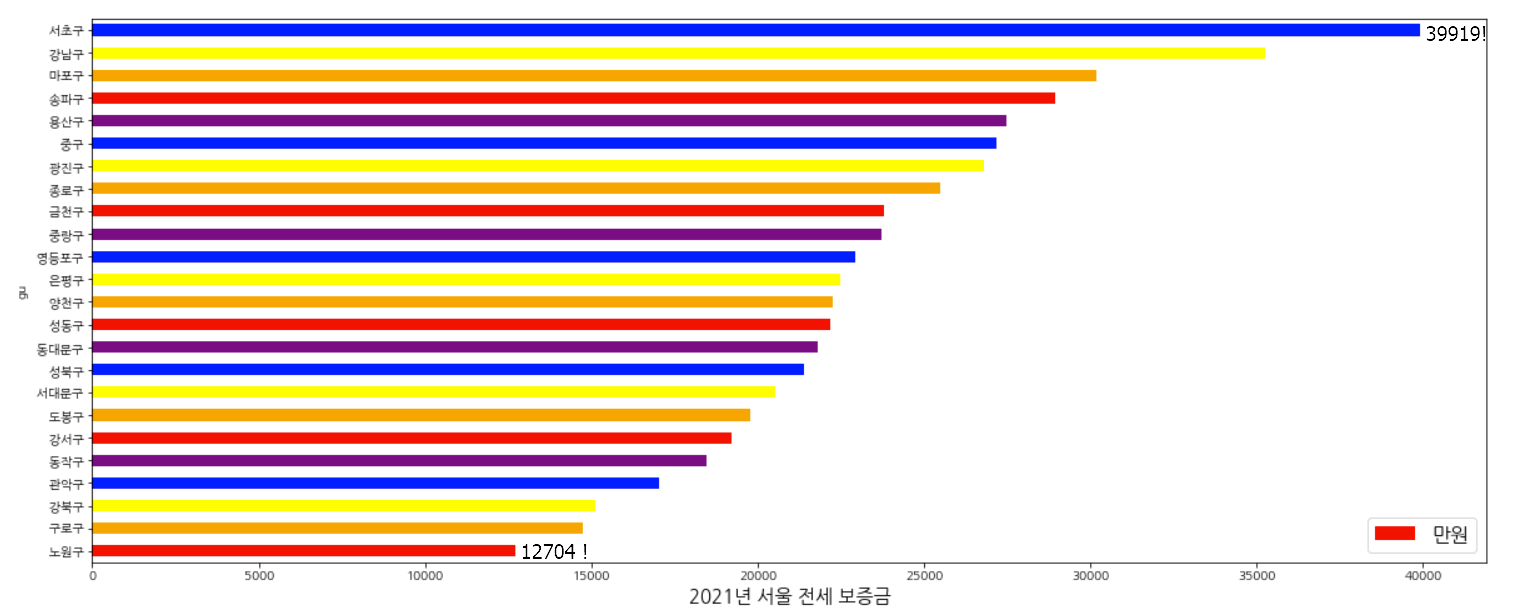 서초구
39919!
강남구
마포구
송파구
용산구
중구
광진구
종로구
금천구
중랑구
영등포구
은평구
gu
양천구
성동구
동대문구
성북구
서대문구
도봉구
강서구
동작구
관악구
강북구
구로구
만원
노원구
12704 !
0 5000 10000 15000 20000 25000 30000 35000 40000
2021년 서울 전세 보증금